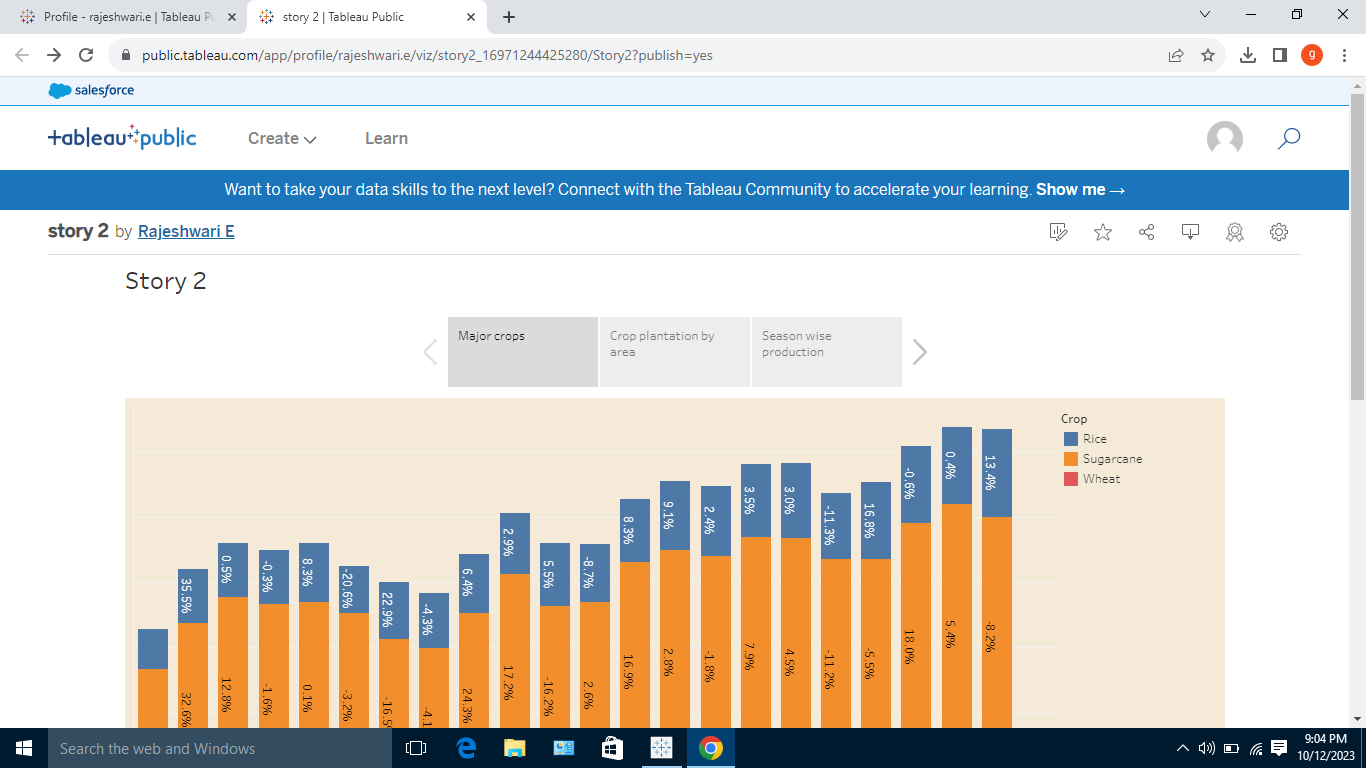 Profile - rajeshwari.e | Tableau Pu
story 2 | Tableau Public
public.tableau.com/app/profile/rajeshwari.e/viz/story2_16971244425280/Story2?publish=yes
g
salesforce
+ableau public
Create
Learn
Want to take your data skills to the next level? Connect with the Tableau Community to accelerate your learning. Show me →
story 2 by Rajeshwari E
Story 2
Major crops
Crop plantation by
area
Season wise
production
Crop
Rice
Sugarcane
Wheat
35.5%
0.5%
-0.3%
8.3%
-20.6%
22.9%
-4.3%
6.4%
2.9%
5.5%
-8.7%
8.3%
9.1%
2.4%
3.5%
3.0%
-11.3%
16.8%
-0.6%
0.4%
13.4%
32.6%
12.8%
-1.6%
0.1%
-3.2%
-16.5
-4.1
24.3%
17.2%
-16.2%
2.6%
16.9%
2.8%
-1.8%
7.9%
4.5%
-11.2%
-5.5%
18.0%
5.4%
-8.2%
Search the web and Windows
9:04 PM
10/12/2023